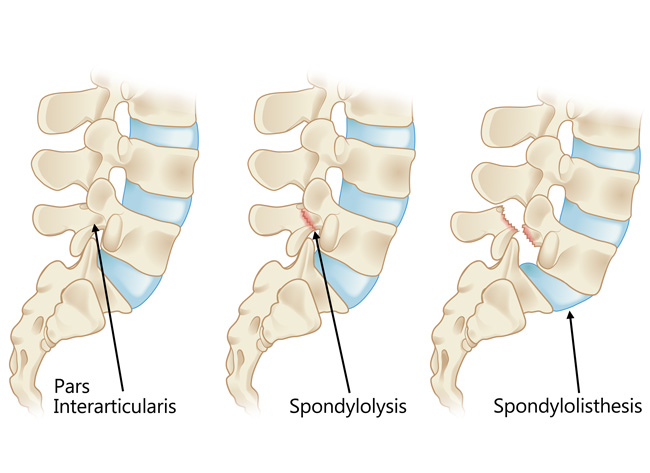 Pars
Interarticularis
Spondylolysis
Spondylolisthesis